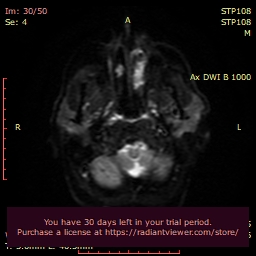 Im: 30/50
Se: 4
STP108
STP108
M
A
Ax DWI B 1000
R
L
You have 30 days left in your trial period.
Purchase a license at https://radiantviewer.com/store/